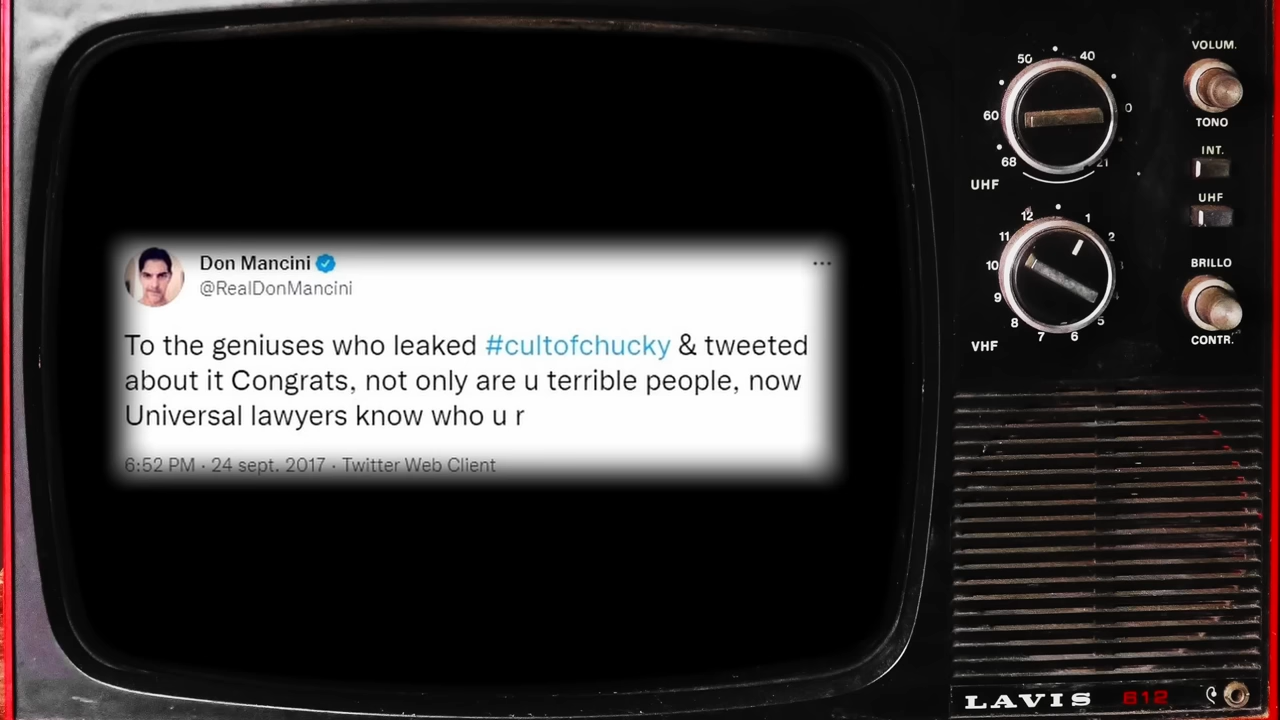 Don Mancini
@RealDonMancini
To the geniuses who leaked #cultofchucky & tweeted
about it Congrats, not only are u terrible people, now
Universal lawyers know who u r
6:52 PM · 24 sept. 2017 · Twitter Web Client
50
40
60
0
68
21
UHF
12
1
11
2
10
3
9
8
5
7
6
VHF
VOLUM.
TONO
INT.
UHF
BRILLO
CONTR.
LAVIS 612